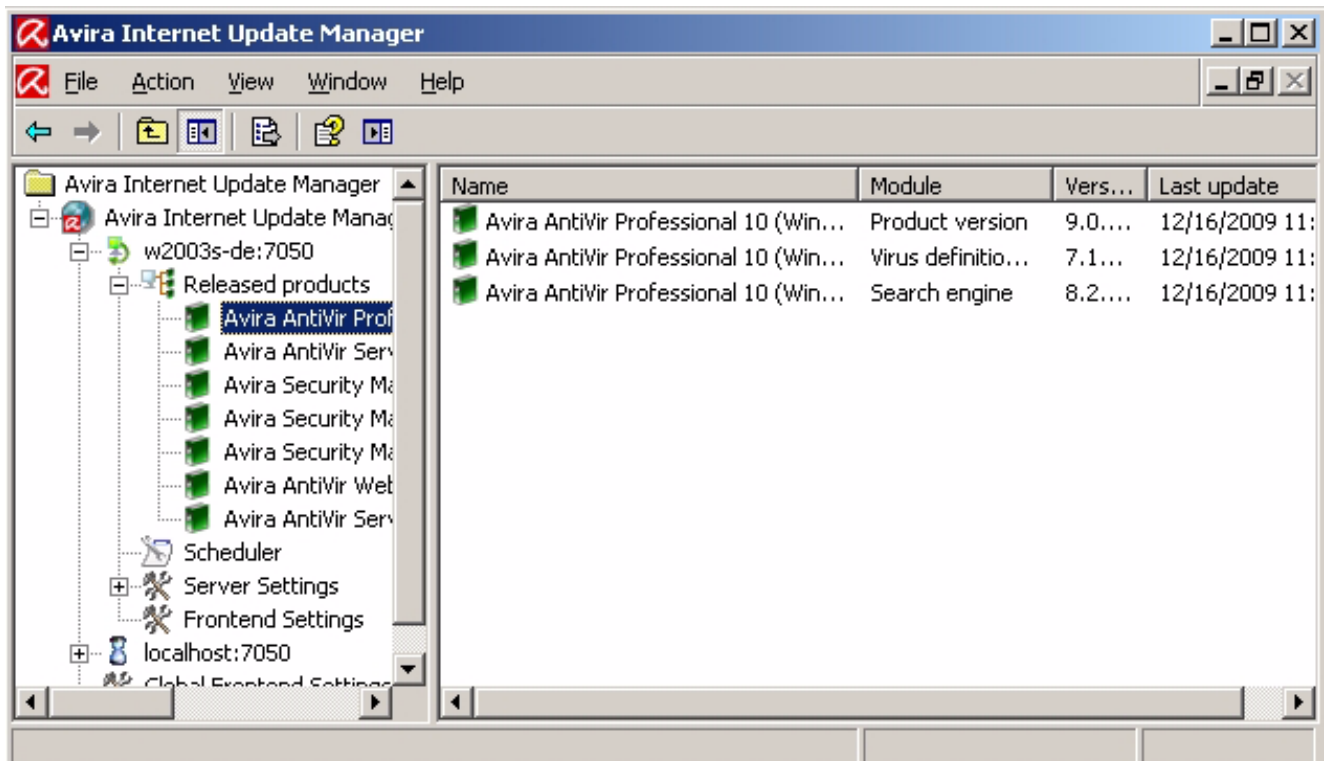 Avira Internet Update Manager
File Action View Window Help
Avira Internet Update Manager
Avira Internet Update Manag
w2003s-de:7050
Released products
Avira AntiVir Prof
Avira AntiVir Serv
Avira Security Ma
Avira Security Ma
Avira Security Ma
Avira AntiVir Web
Avira AntiVir Serv
Scheduler
Server Settings
Frontend Settings
localhost:7050
Global Frontend Settings
Name Module Vers... Last update
Avira AntiVir Professional 10 (Win... Product version 9.0.... 12/16/2009 11:
Avira AntiVir Professional 10 (Win... Virus definitio... 7.1... 12/16/2009 11:
Avira AntiVir Professional 10 (Win... Search engine 8.2.... 12/16/2009 11: